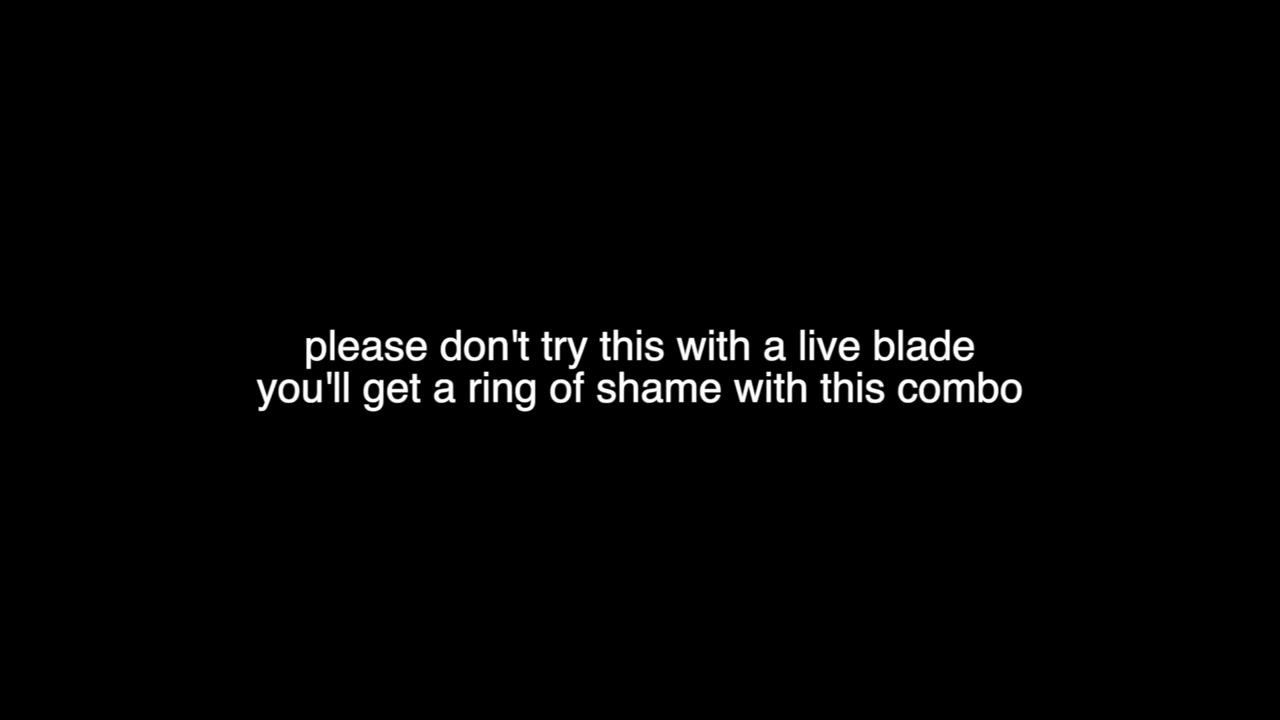 please don't try this with a live blade
you'll get a ring of shame with this combo